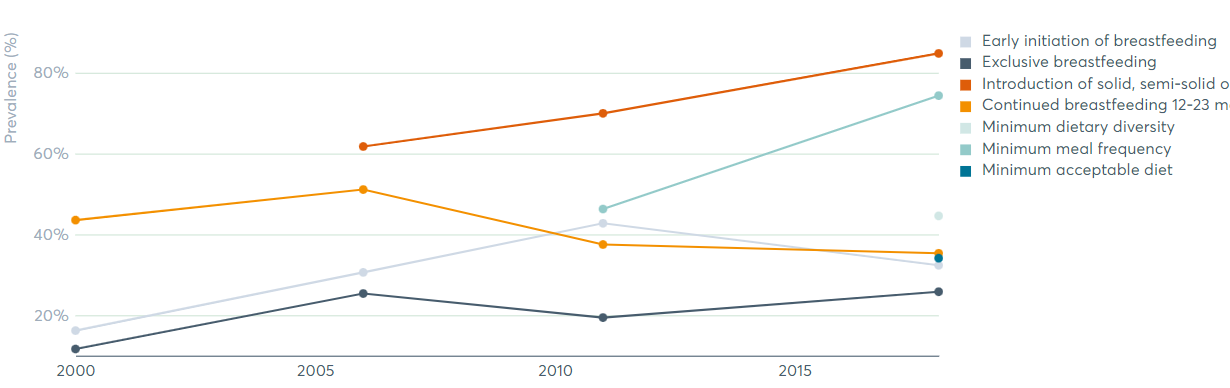 Prevalence (%)
80%
60%
40%
20%
2000
2005
2010
2015
Early initiation of breastfeeding
Exclusive breastfeeding
Introduction of solid, semi-solid o
Continued breastfeeding 12-23 m
Minimum dietary diversity
Minimum meal frequency
Minimum acceptable diet